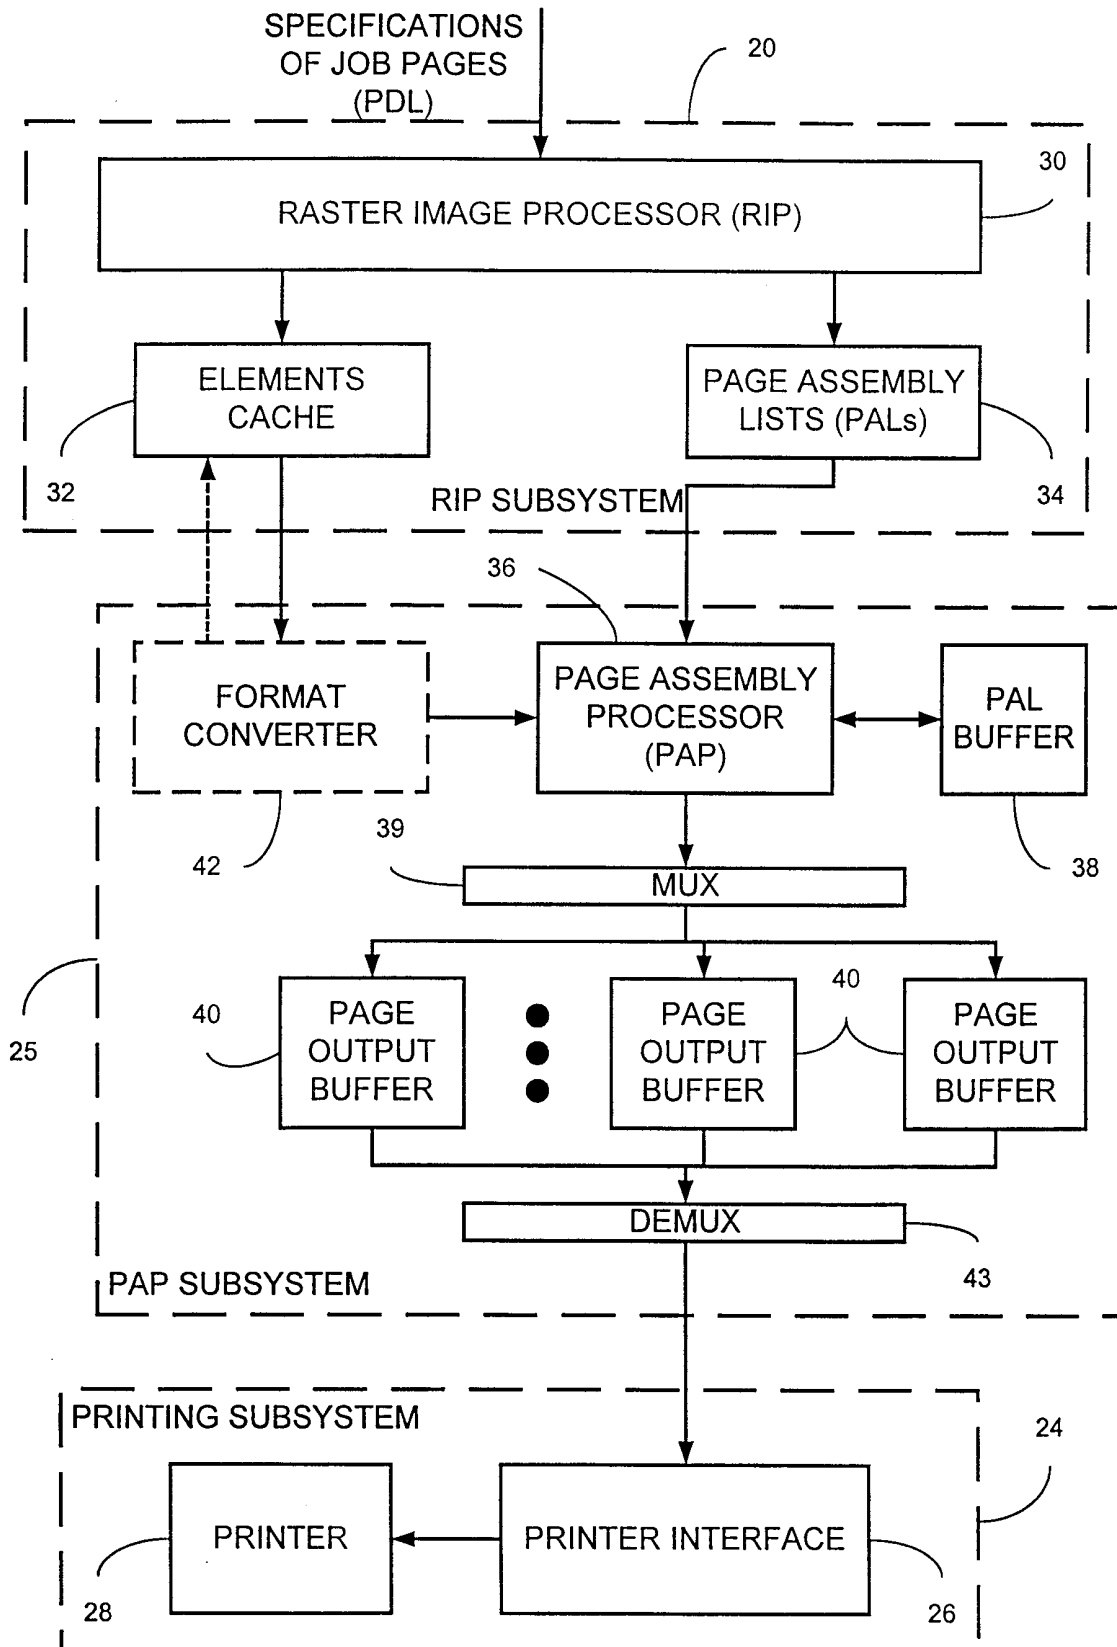 SPECIFICATIONS
OF JOB PAGES
(PDL)
20
30
RASTER IMAGE PROCESSOR (RIP)
ELEMENTS
CACHE
PAGE ASSEMBLY
LISTS (PALs)
32
34
RIP SUBSYSTEM
36
FORMAT
CONVERTER
PAGE ASSEMBLY
PROCESSOR
(PAP)
PAL
BUFFER
42
39
38
MUX
25
40
PAGE
OUTPUT
BUFFER
PAGE
OUTPUT
BUFFER
40
PAGE
OUTPUT
BUFFER
DEMUX
43
PAP SUBSYSTEM
PRINTING SUBSYSTEM
24
PRINTER
PRINTER INTERFACE
28
26